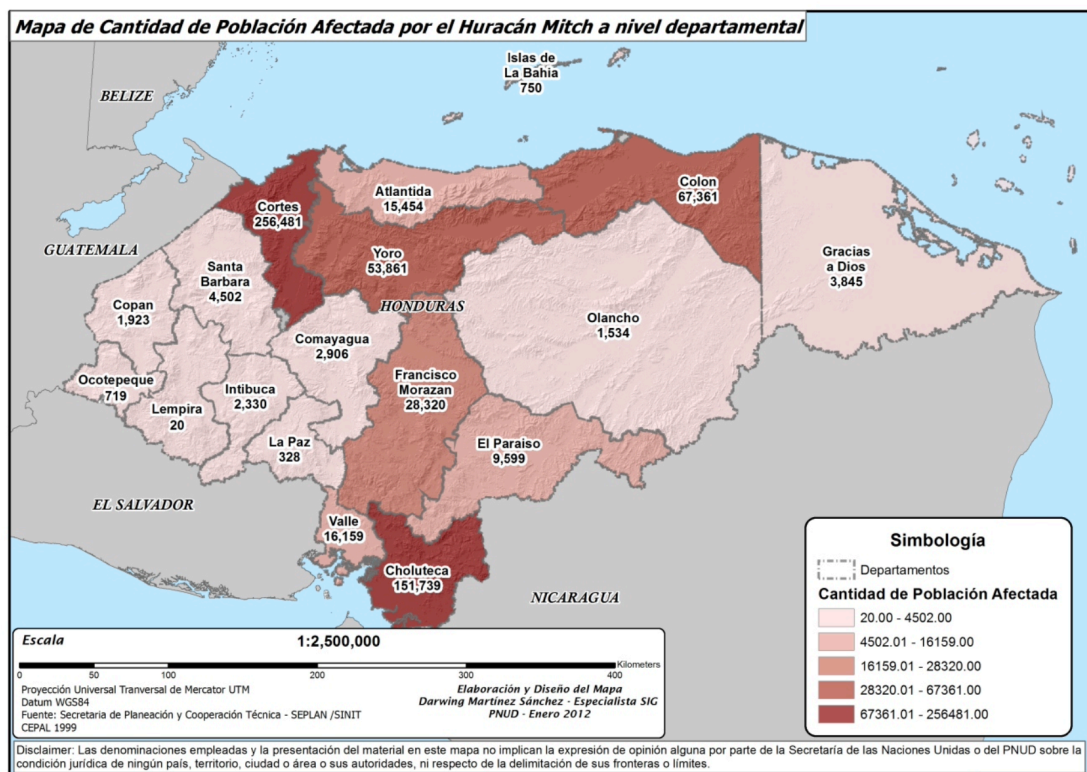 Mapa de Cantidad de Población Afectada por el Huracán Mitch a nivel departamental
Islas de
La Bahia
750
BELIZE
Atlantida
15,454
Colon
67,361
Cortes
256,481
GUATEMALA
Yoro
53,861
Gracias
a Dios
3,845
Santa
Barbara
4,502
Copan
1,923
HONDURAS
Olancho
1,534
Comayagua
2,906
Ocotepeque
719
Intibuca
2,330
Francisco
Morazan
28,320
Lempira
20
La Paz
328
El Paraiso
9,599
EL SALVADOR
Valle
16,159
Choluteca
151,739
NICARAGUA
Simbología
Departamentos
Cantidad de Población Afectada
20.00 - 4502.00
4502.01 - 16159.00
16159.01 - 28320.00
28320.01 - 67361.00
67361.01 - 256481.00
Escala
1:2,500,000
Kilometers
0 50 100 200 300 400
Proyección Universal Tranversal de Mercator UTM
Datum WGS84
Fuente: Secretaria de Planeación y Cooperación Técnica - SEPLAN /SINIT
CEPAL 1999
Elaboración y Diseño del Mapa
Darwing Martínez Sánchez - Especialista SIG
PNUD - Enero 2012
Disclaimer: Las denominaciones empleadas y la presentación del material en este mapa no implican la expresión de opinión alguna por parte de la Secretaría de las Naciones Unidas o del PNUD sobre la
condición jurídica de ningún país, territorio, ciudad o área o sus autoridades, ni respecto de la delimitación de sus fronteras o límites.